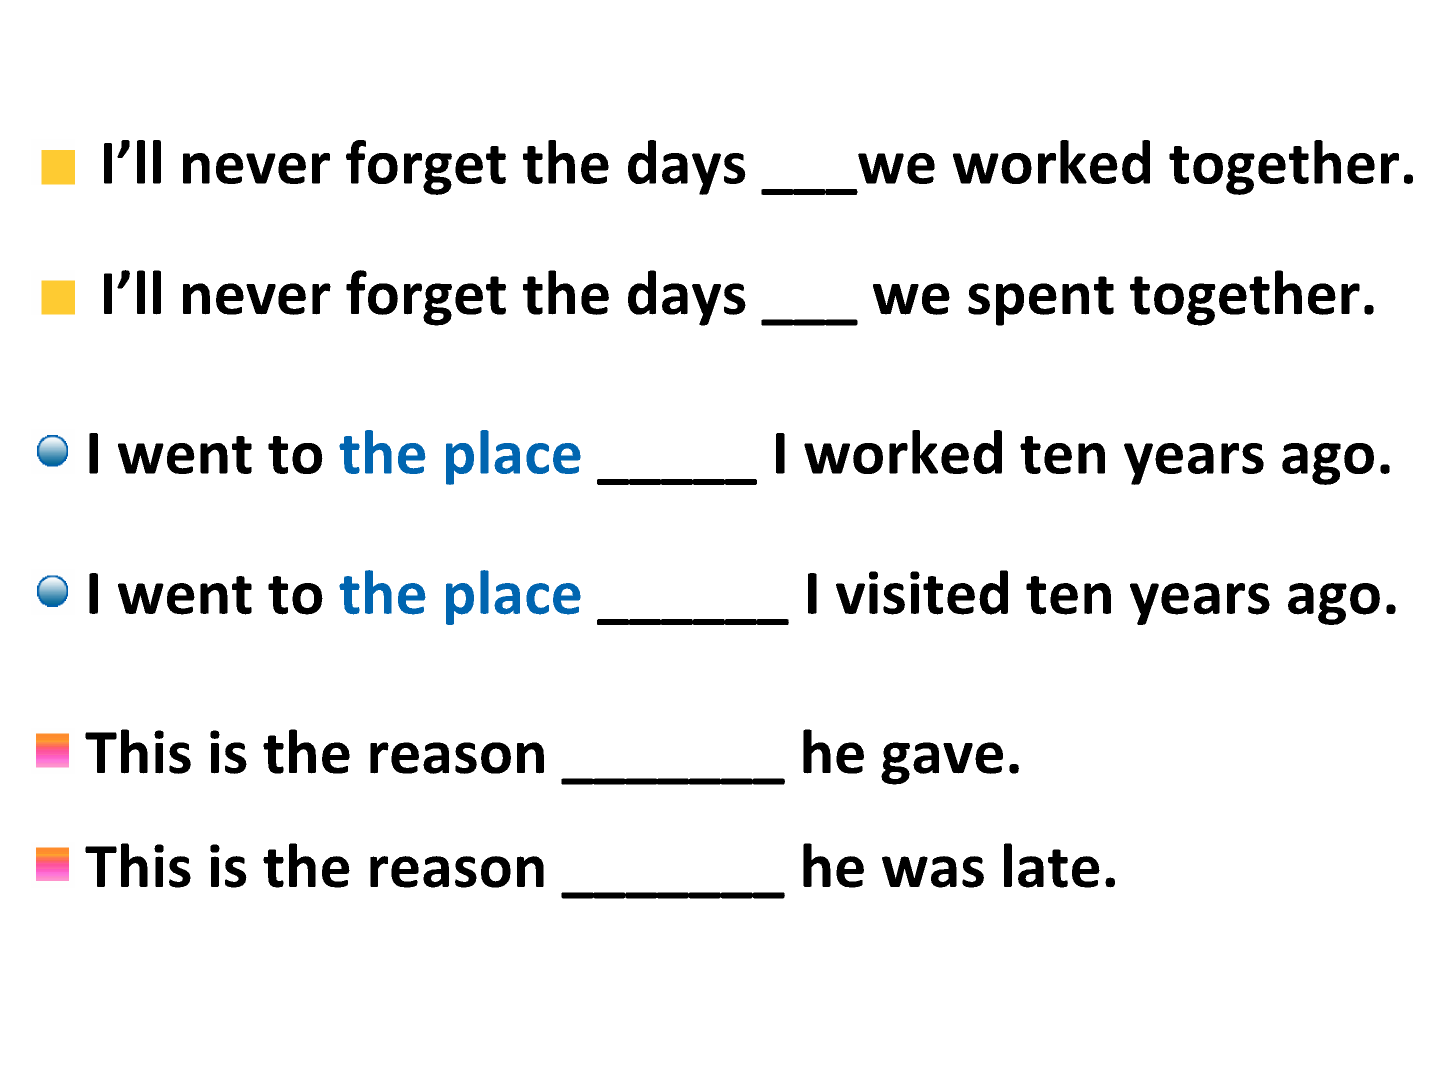 I’ll never forget the days ___we worked together.
I’ll never forget the days ___ we spent together.
I went to the place _____ I worked ten years ago.
I went to the place ______ I visited ten years ago.
This is the reason _______ he gave.
This is the reason _______ he was late.